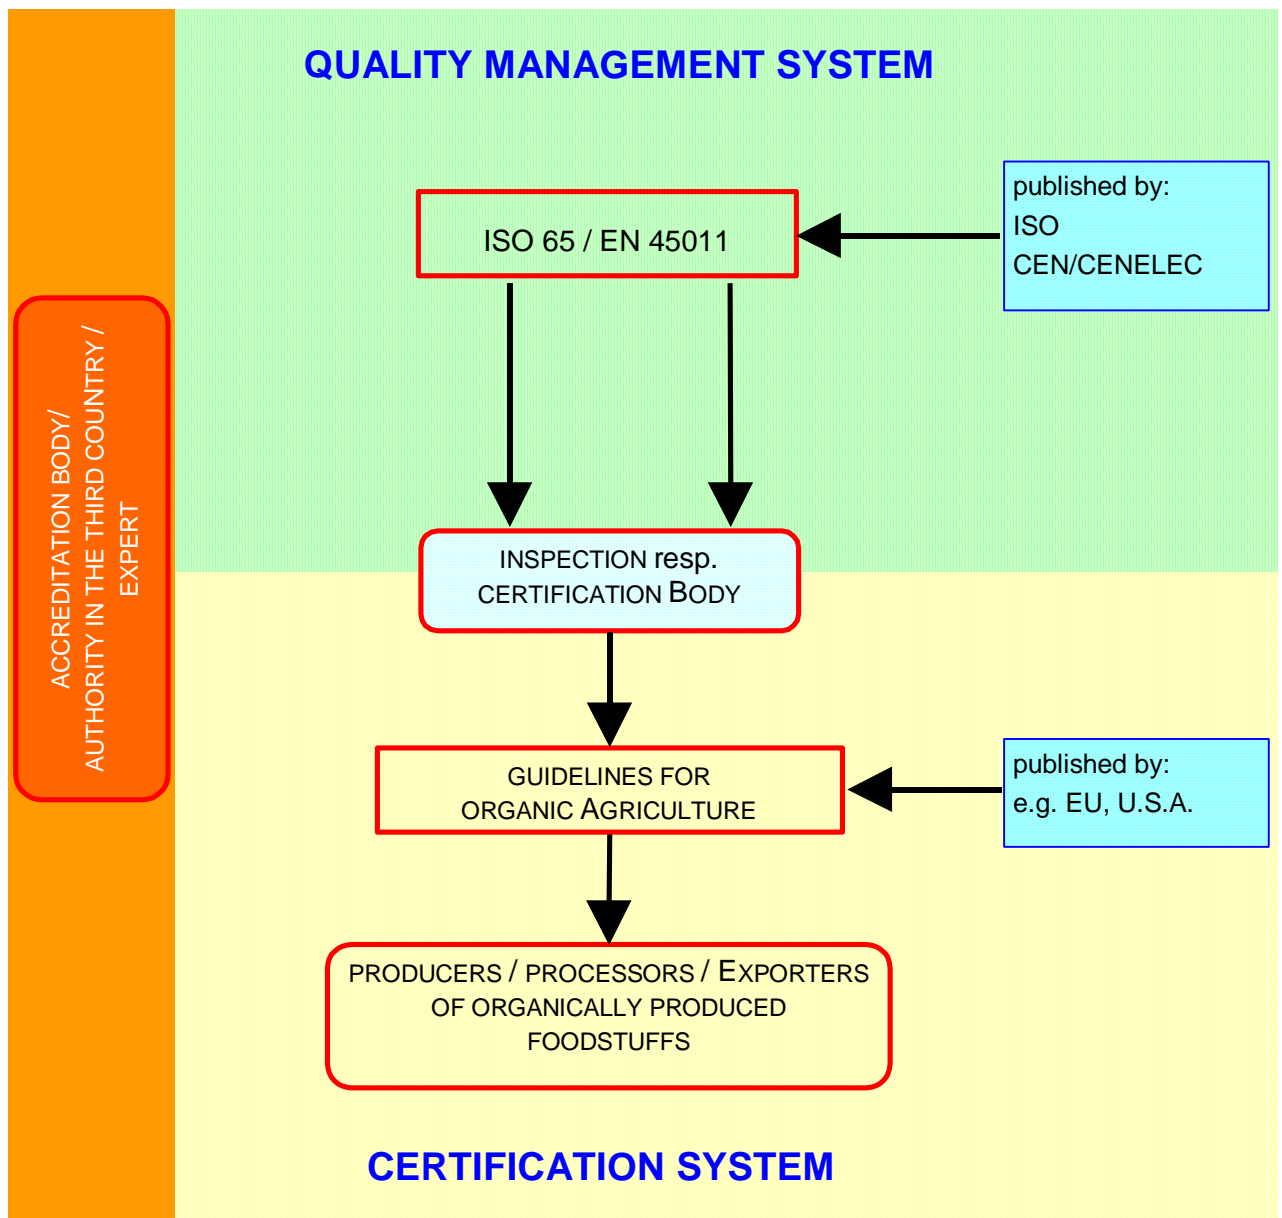 QUALITY MANAGEMENT SYSTEM
published by:
ISO
CEN/CENELEC
ISO 65 / EN 45011
ACCREDITATION BODY/
AUTHORITY IN THE THIRD COUNTRY /
EXPERT
INSPECTION resp.
CERTIFICATION BODY
GUIDELINES FOR
ORGANIC AGRICULTURE
published by:
e.g. EU, U.S.A.
PRODUCERS / PROCESSORS / EXPORTERS
OF ORGANICALLY PRODUCED
FOODSTUFFS
CERTIFICATION SYSTEM